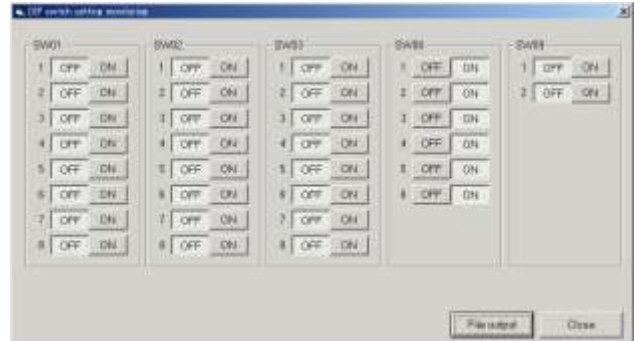 DIP switch setting monitoring
SW01 SW02 SW03 SW08 SW09
1 OFF ON 1 OFF ON 1 OFF ON 1 OFF ON 1 OFF ON
2 OFF ON 2 OFF ON 2 OFF ON 2 OFF ON 2 OFF ON
3 OFF ON 3 OFF ON 3 OFF ON 3 OFF ON
4 OFF ON 4 OFF ON 4 OFF ON 4 OFF ON
5 OFF ON 5 OFF ON 5 OFF ON 5 OFF ON
6 OFF ON 6 OFF ON 6 OFF ON 6 OFF ON
7 OFF ON 7 OFF ON 7 OFF ON
8 OFF ON 8 OFF ON 8 OFF ON
File output Close